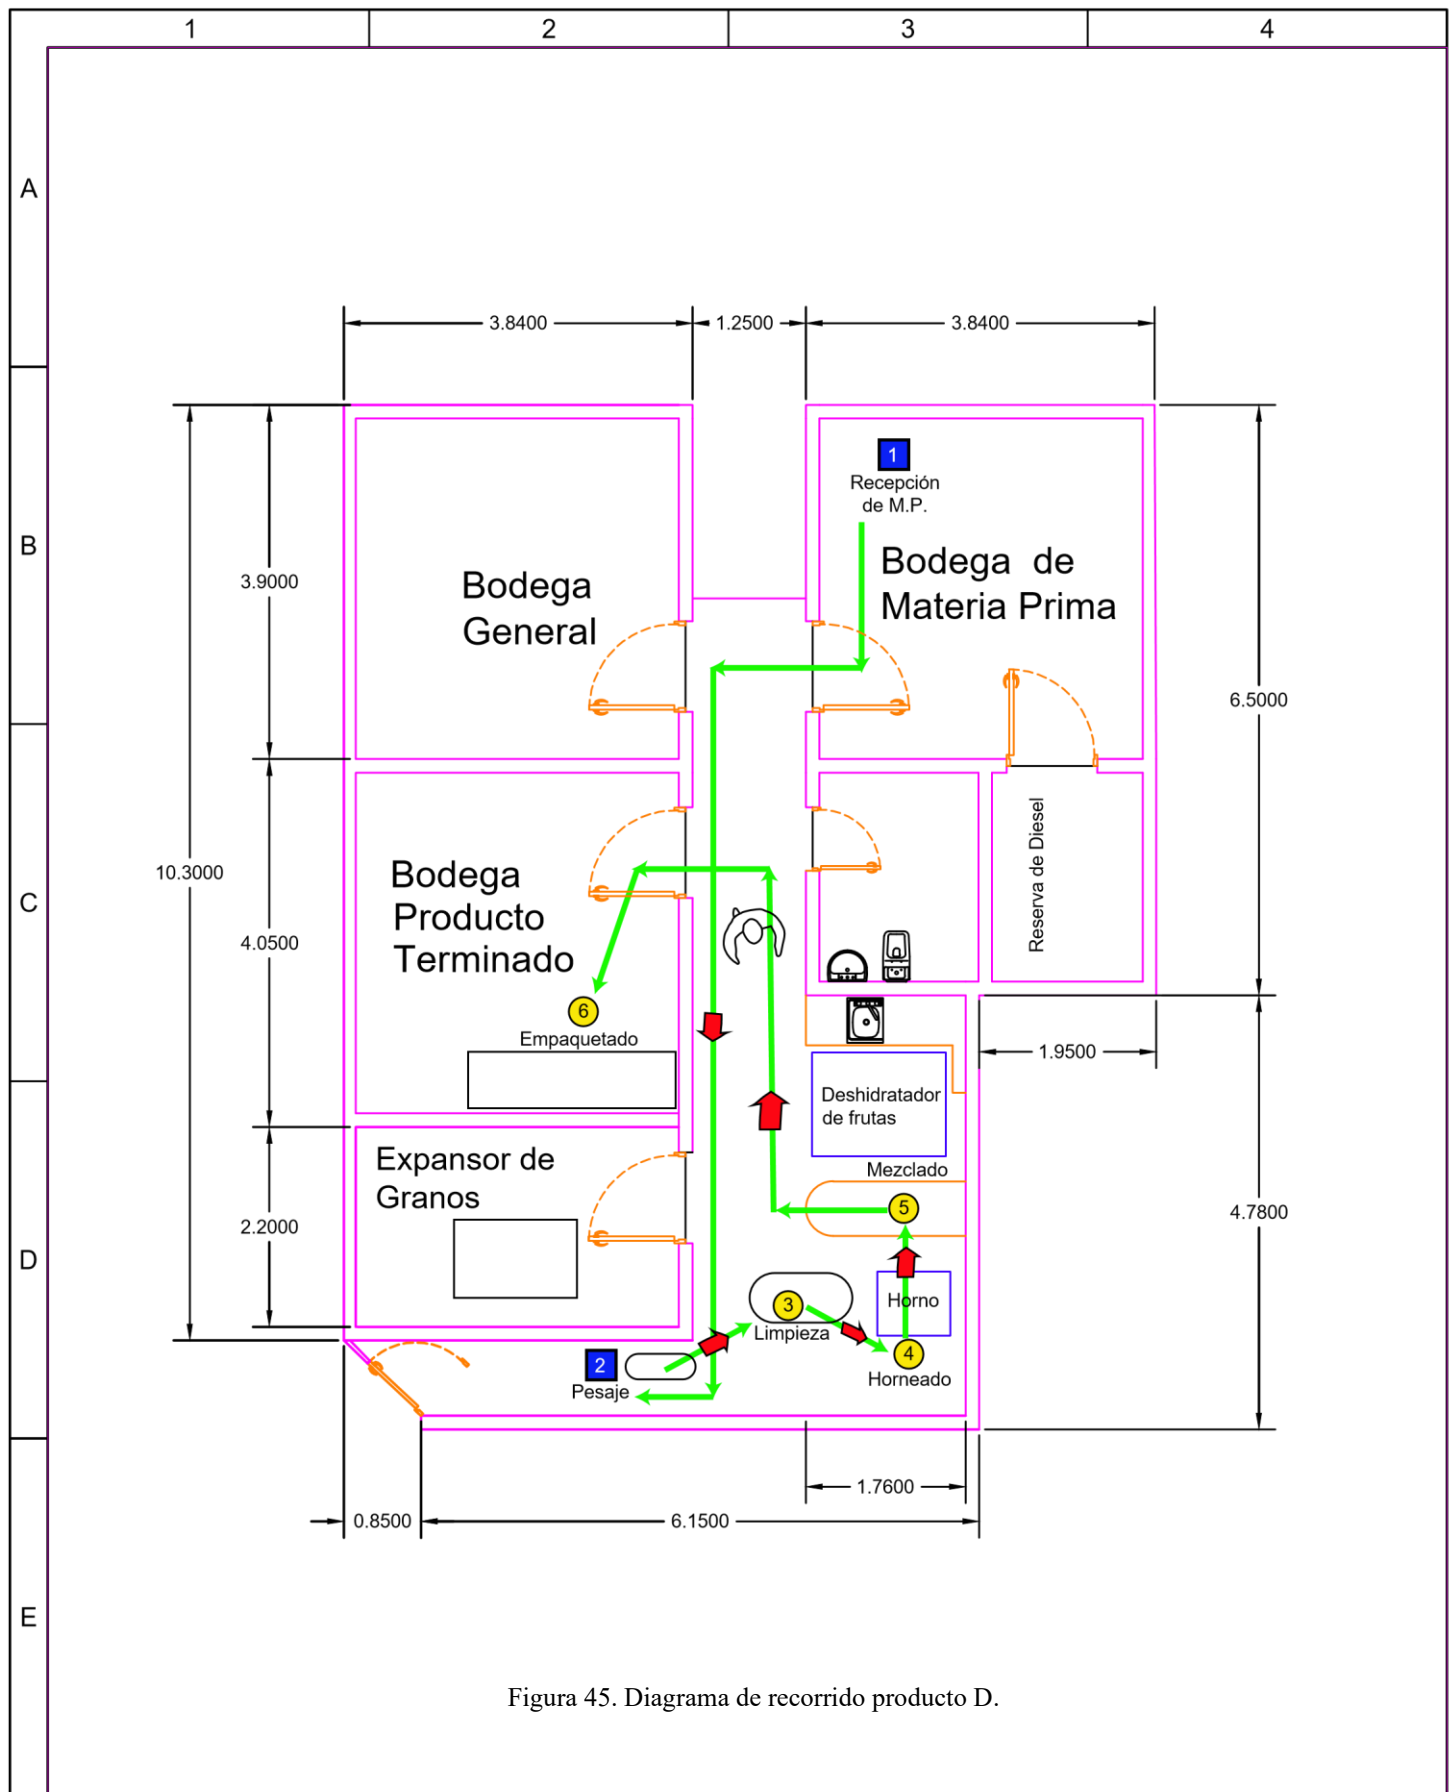 1
2
3
4
A
B
C
D
E
3.8400
1.2500
3.8400
1
Recepción
de M.P.
Bodega de
Materia Prima
Bodega
General
3.9000
6.5000
10.3000
4.0500
Reserva de Diesel
Bodega
Producto
Terminado
6
Empaquetado
1.9500
Deshidratador
de frutas
Mezclado
5
Expansor de
Granos
2.2000
4.7800
3
Limpieza
Horno
4
Horneado
2
Pesaje
1.7600
0.8500
6.1500
Figura 45. Diagrama de recorrido producto D.